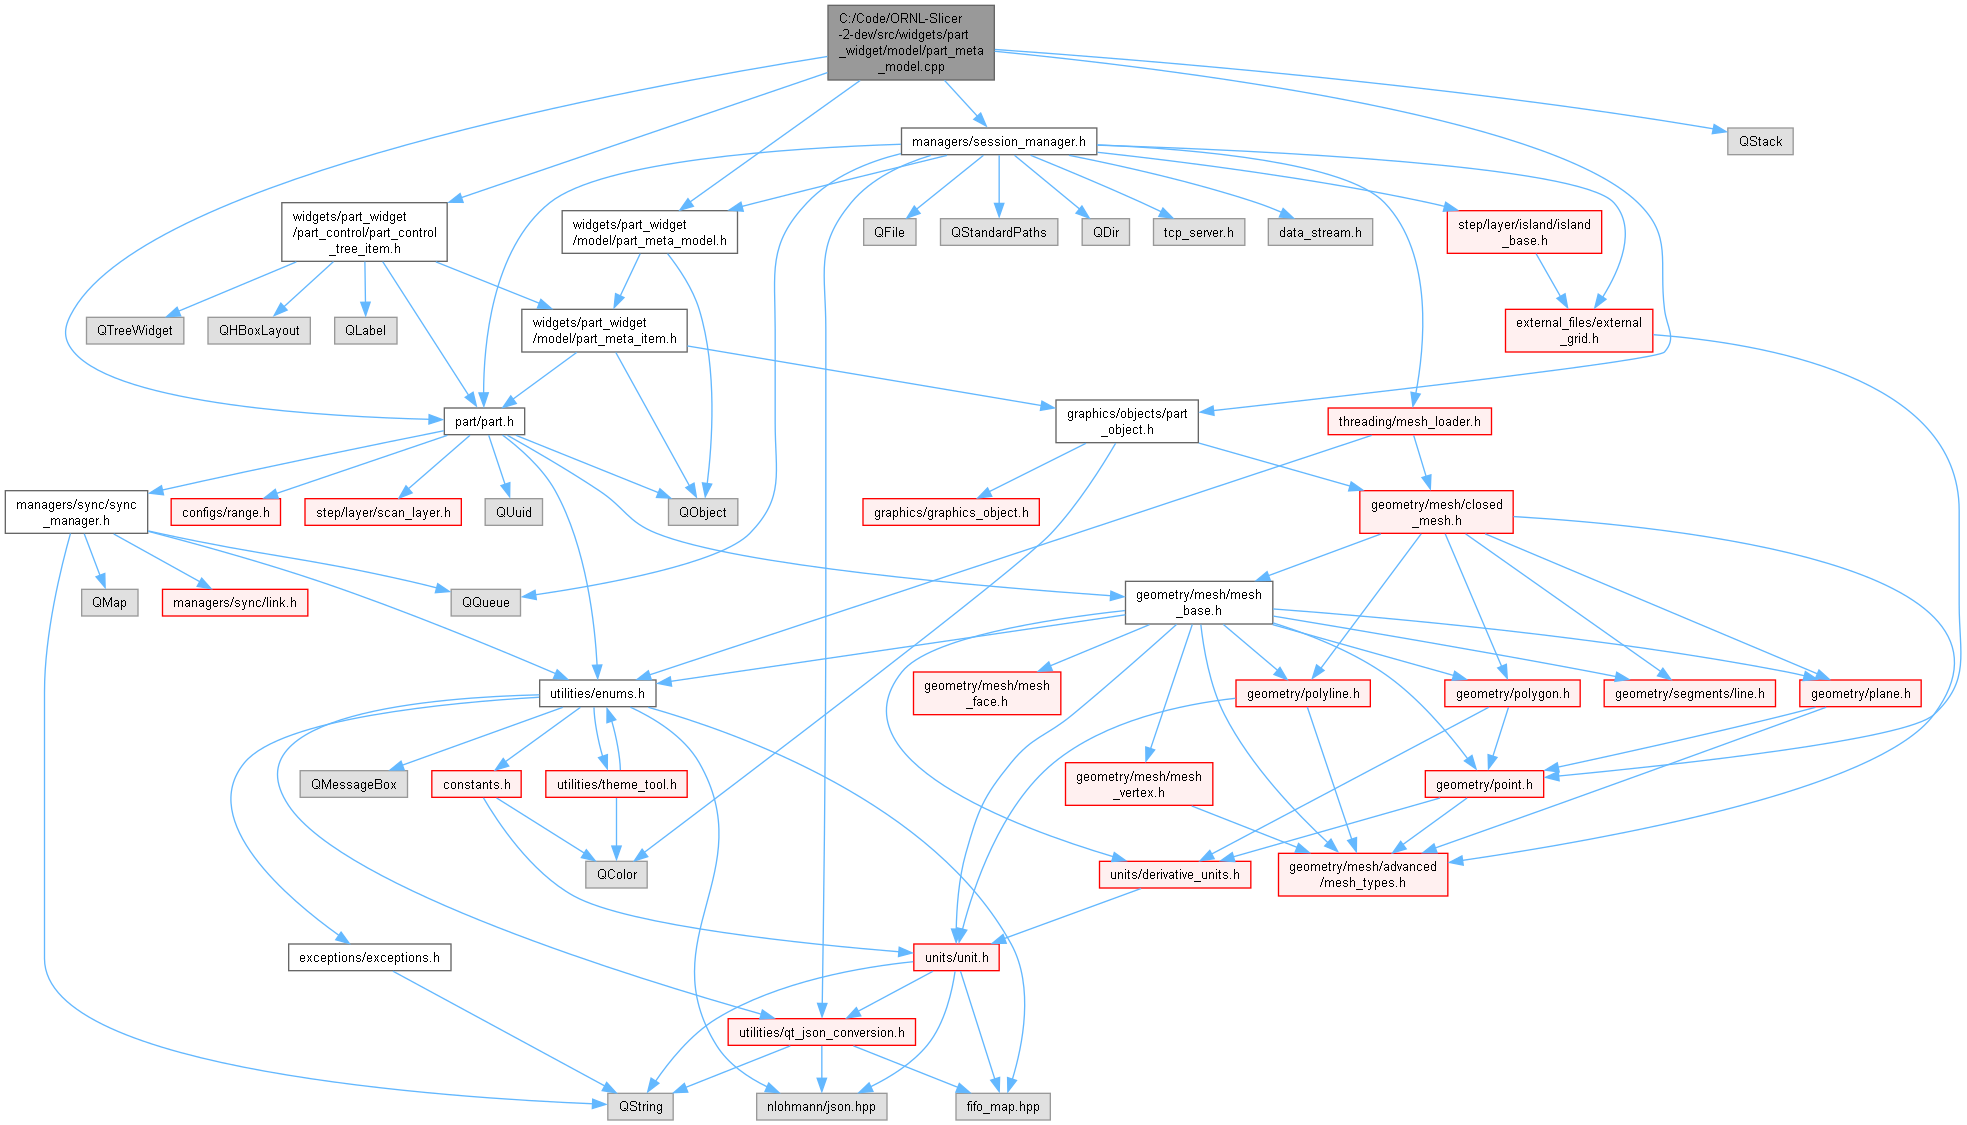 C:/Code/ORNL-Slicer
-2-dev/src/widgets/part
_widget/model/part_meta
_model.cpp
managers/session_manager.h
QStack
widgets/part_widget
/part_control/part_control
_tree_item.h
widgets/part_widget
/model/part_meta_model.h
QFile
QStandardPaths
QDir
tcp_server.h
data_stream.h
step/layer/island/island
_base.h
QTreeWidget
QHBoxLayout
QLabel
widgets/part_widget
/model/part_meta_item.h
external_files/external
_grid.h
part/part.h
graphics/objects/part
_object.h
threading/mesh_loader.h
managers/sync/sync
_manager.h
configs/range.h
step/layer/scan_layer.h
QUuid
QObject
graphics/graphics_object.h
geometry/mesh/closed
_mesh.h
QMap
managers/sync/link.h
QQueue
geometry/mesh/mesh
_base.h
utilities/enums.h
geometry/mesh/mesh
_face.h
geometry/polyline.h
geometry/polygon.h
geometry/segments/line.h
geometry/plane.h
QMessageBox
constants.h
utilities/theme_tool.h
geometry/mesh/mesh
_vertex.h
geometry/point.h
QColor
units/derivative_units.h
geometry/mesh/advanced
/mesh_types.h
exceptions/exceptions.h
units/unit.h
utilities/qt_json_conversion.h
QString
nlohmann/json.hpp
fifo_map.hpp